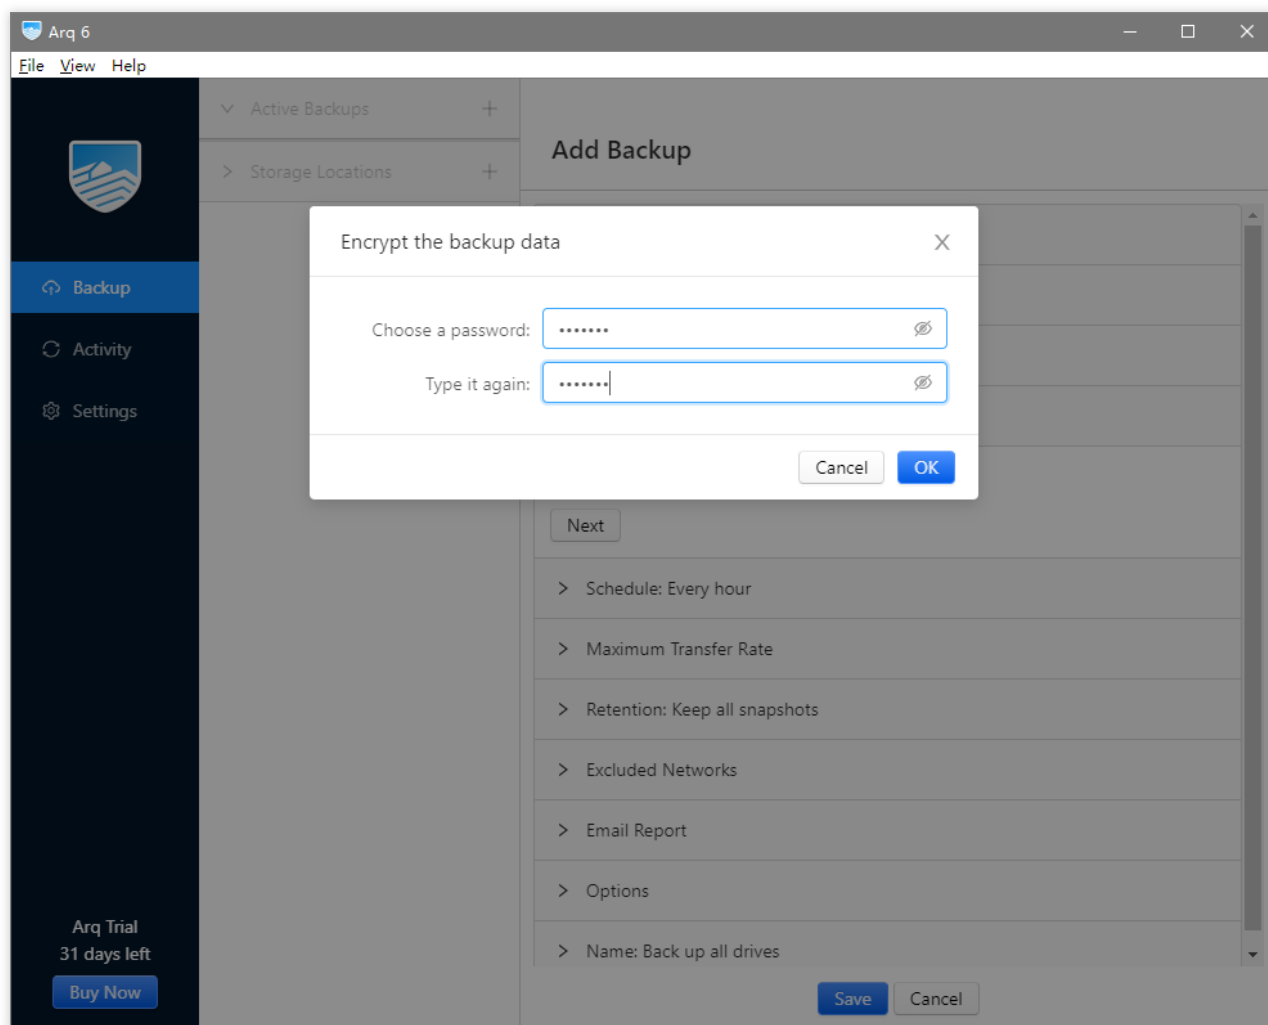 Arq 6
File View Help
Active Backups
Storage Locations
Add Backup
Encrypt the backup data
Choose a password: •••••••
Type it again: •••••••
Cancel OK
Backup
Activity
Settings
Next
Schedule: Every hour
Maximum Transfer Rate
Retention: Keep all snapshots
Excluded Networks
Email Report
Options
Name: Back up all drives
Arq Trial
31 days left
Buy Now
Save Cancel